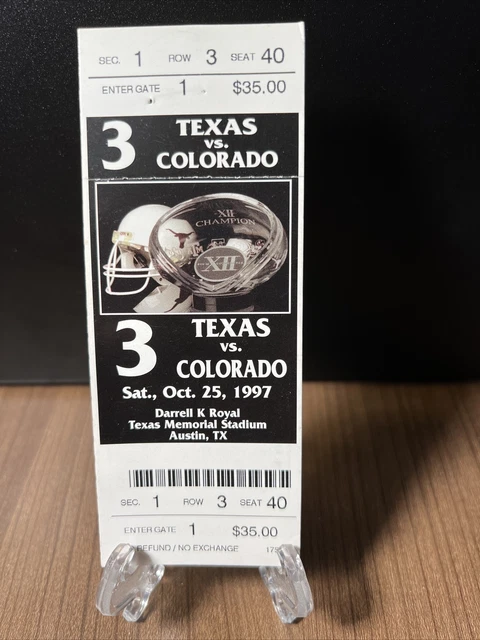 SEC. 1 ROW 3 SEAT 40
ENTER GATE 1 $35.00
3 TEXAS
vs.
COLORADO
XII
CHAMPION
XII
3 TEXAS
vs.
COLORADO
Sat., Oct. 25, 1997
Darrell K Royal
Texas Memorial Stadium
Austin, TX
SEC. 1 ROW 3 SEAT 40
ENTER GATE 1 $35.00
REFUND / NO EXCHANGE